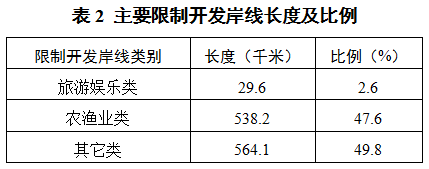 表 2 主要限制开发岸线长度及比例
限制开发岸线类别 长度（千米） 比例（%）
旅游娱乐类 29.6 2.6
农渔业类 538.2 47.6
其它类 564.1 49.8